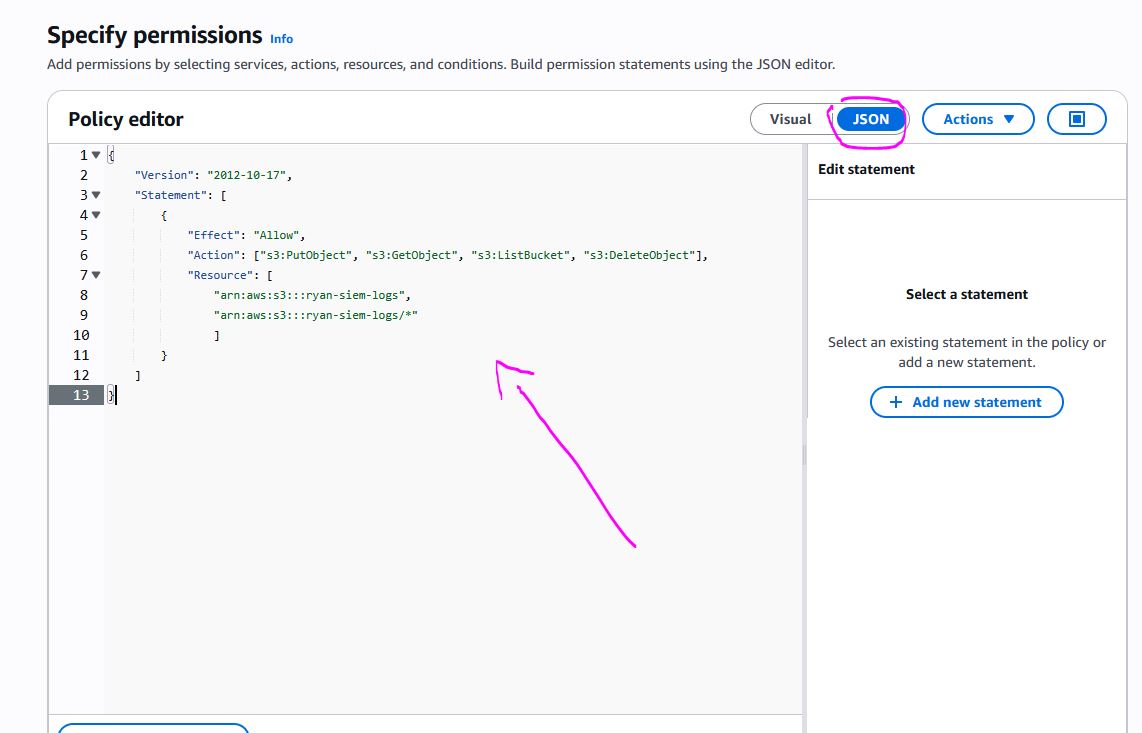 Specify permissions Info
Add permissions by selecting services, actions, resources, and conditions. Build permission statements using the JSON editor.
Policy editor
Visual JSON Actions ▼
1 ▼ {
2     "Version": "2012-10-17",
3 ▼     "Statement": [
4 ▼         {
5             "Effect": "Allow",
6             "Action": ["s3:PutObject", "s3:GetObject", "s3:ListBucket", "s3:DeleteObject"],
7 ▼             "Resource": [
8                 "arn:aws:s3:::ryan-siem-logs",
9                 "arn:aws:s3:::ryan-siem-logs/*"
10                 ]
11         }
12     ]
13 }
Edit statement
Select a statement
Select an existing statement in the policy or
add a new statement.
+ Add new statement